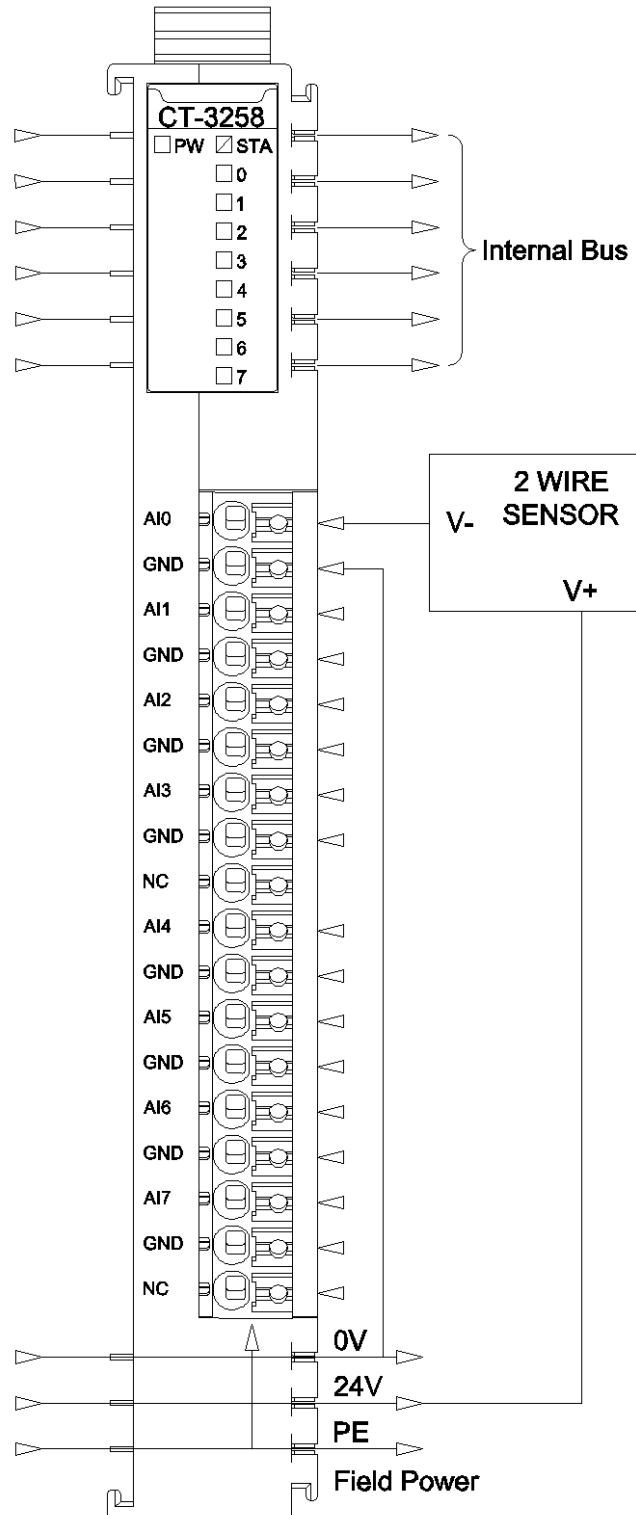 CT-3258
PW STA
0
1
2
3
4
5
6
7
Internal Bus
2 WIRE
SENSOR
V-
V+
AI0
GND
AI1
GND
AI2
GND
AI3
GND
NC
AI4
GND
AI5
GND
AI6
GND
AI7
GND
NC
0V
24V
PE
Field Power